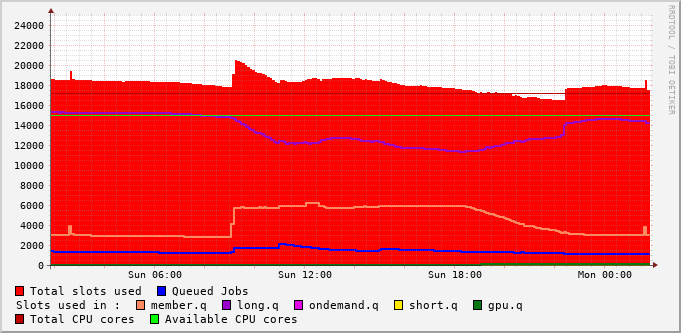 24000
22000
20000
18000
16000
14000
12000
10000
8000
6000
4000
2000
0
Sun 06:00 Sun 12:00 Sun 18:00 Mon 00:00
Total slots used Queued Jobs
Slots used in : member.q long.q ondemand.q short.q gpu.q
Total CPU cores Available CPU cores
RRDTOOL / TOBI OETIKER